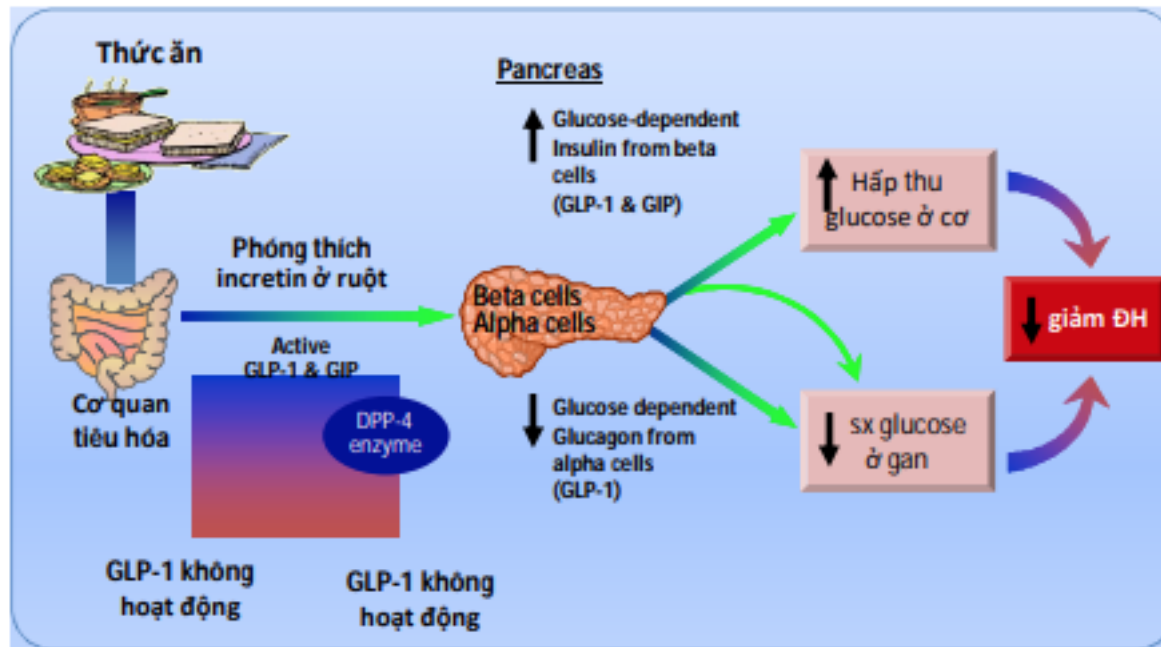 Thức ăn
Pancreas
Glucose-dependent
Insulin from beta
cells
(GLP-1 & GIP)
Hấp thu
glucose ở cơ
Phóng thích
incretin ở ruột
Beta cells
Alpha cells
giảm ĐH
Active
GLP-1 & GIP
Cơ quan
tiêu hóa
DPP-4
enzyme
Glucose dependent
Glucagon from
alpha cells
(GLP-1)
sx glucose
ở gan
GLP-1 không
hoạt động
GLP-1 không
hoạt động